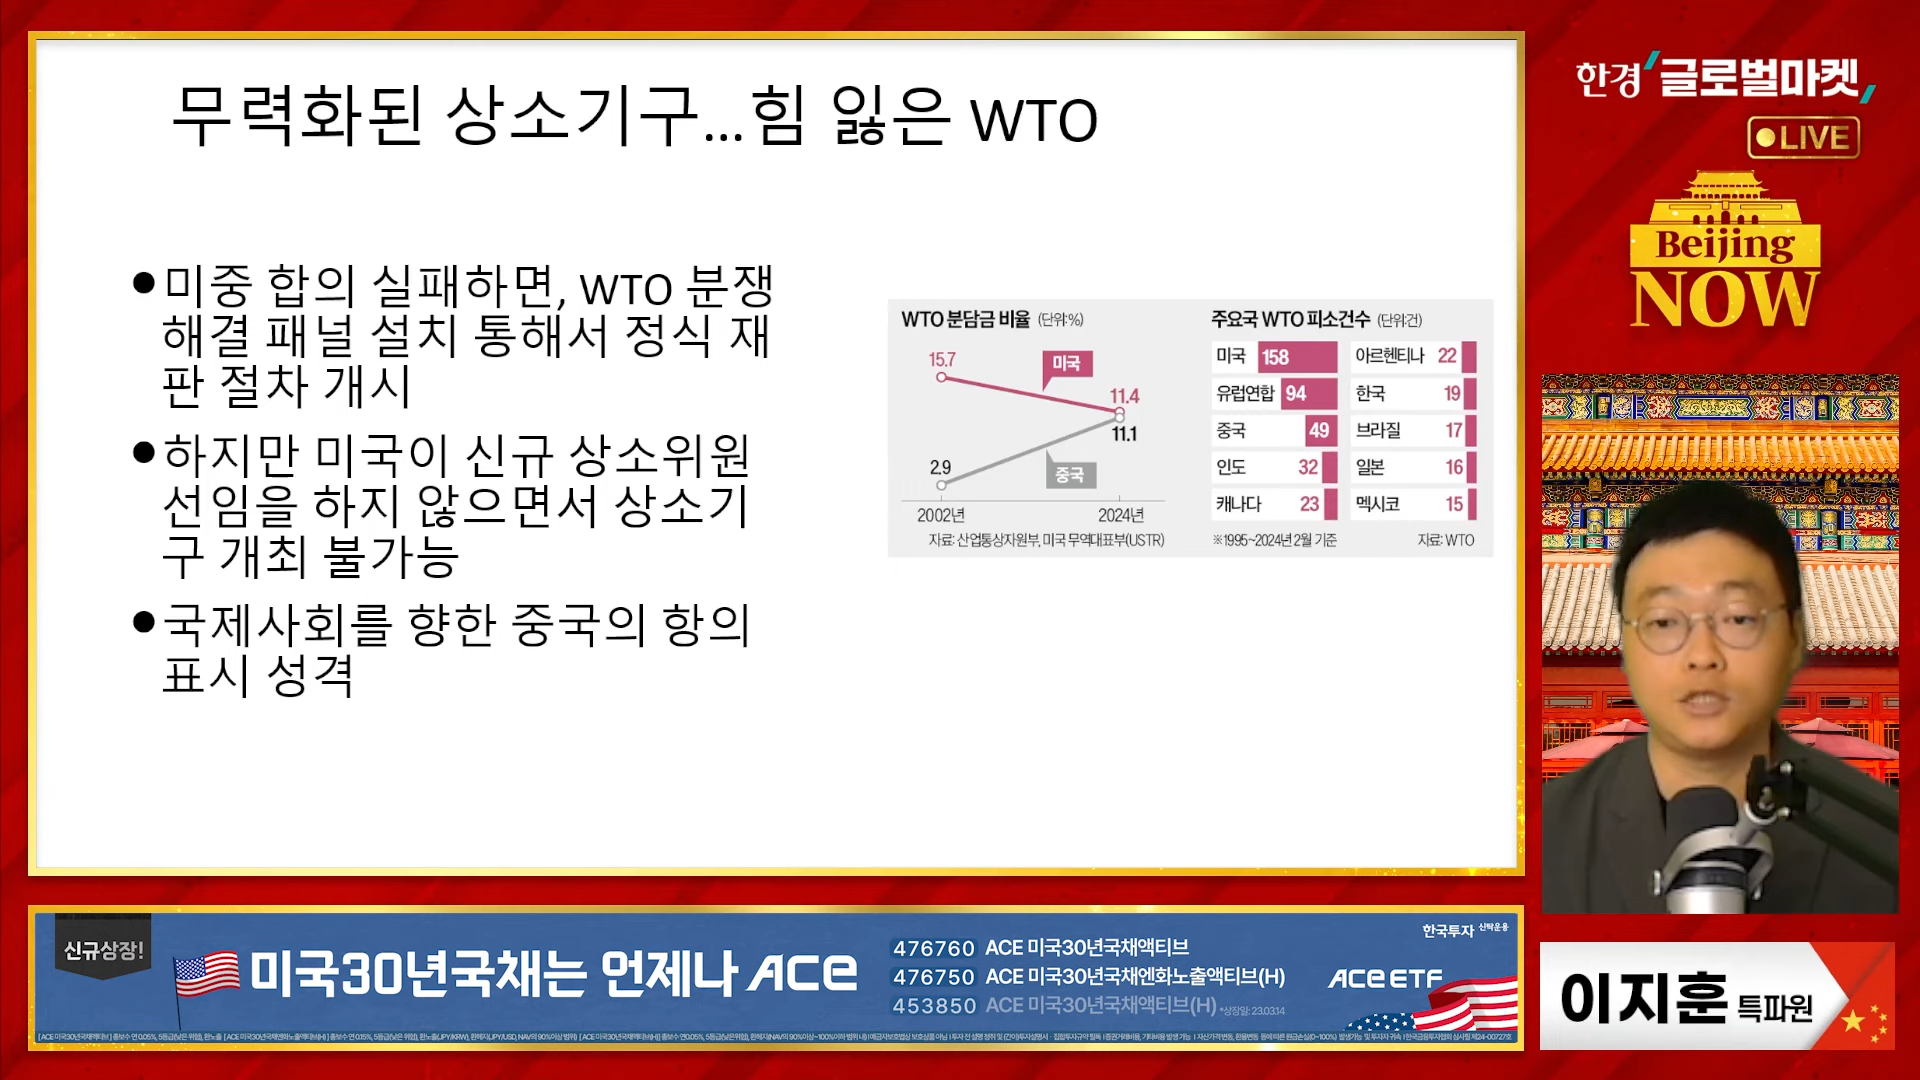 무력화된 상소기구...힘 잃은 WTO
●미중 합의 실패하면, WTO 분쟁
해결 패널 설치 통해서 정식 재
판 절차 개시
●하지만 미국이 신규 상소위원
선임을 하지 않으면서 상소기
구 개최 불가능
●국제사회를 향한 중국의 항의
표시 성격
WTO 분담금 비율 (단위:%)
15.7
미국
11.4
11.1
2.9
중국
2002년 2024년
자료: 산업통상자원부, 미국 무역대표부(USTR)
주요국 WTO 피소건수 (단위:건)
미국 158 아르헨티나 22
유럽연합 94 한국 19
중국 49 브라질 17
인도 32 일본 16
캐나다 23 멕시코 15
※1995~2024년 2월 기준 자료: WTO
한경 글로벌마켓
LIVE
Beijing
NOW
이지훈 특파원
신규상장!
미국30년국채는 언제나 ACE
476760 ACE 미국30년국채액티브
476750 ACE 미국30년국채엔화노출액티브(H)
453850 ACE 미국30년국채액티브(H) *상장일: 23.03.14
한국투자 신탁운용
ACE ETF